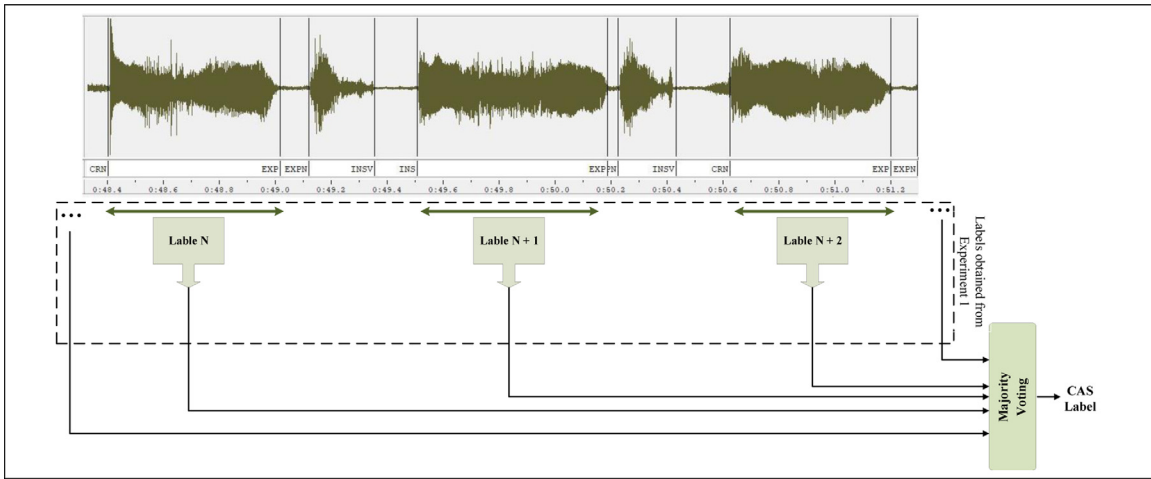 CRN EXP EXPN INSV INS EXP PN INSV CRN EXP EXPN
0:48.4 0:48.6 0:48.8 0:49.0 0:49.2 0:49.4 0:49.6 0:49.8 0:50.0 0:50.2 0:50.4 0:50.6 0:50.8 0:51.0 0:51.2
... ...
Lable N Lable N + 1 Lable N + 2
Labels obtained from
Experiment 1
Majority
Voting
CAS
Label